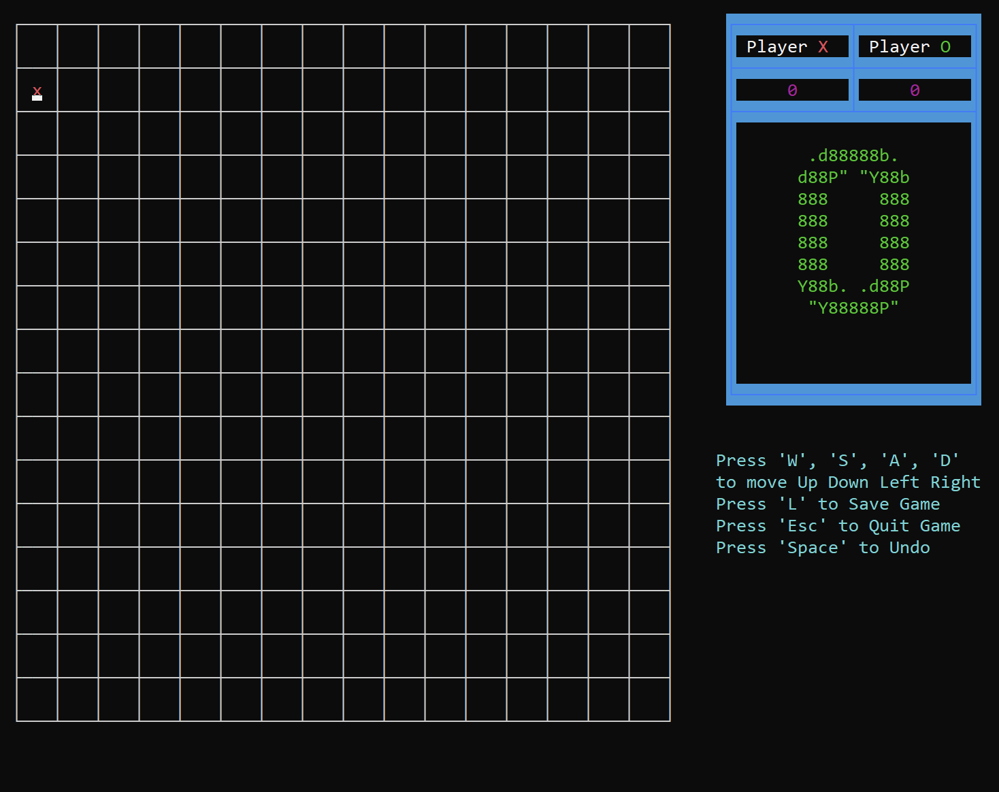 x
Player X Player O
0 0
.d88888b.
d88P" "Y88b
888     888
888     888
888     888
888     888
Y88b. .d88P
"Y88888P"
Press 'W', 'S', 'A', 'D'
to move Up Down Left Right
Press 'L' to Save Game
Press 'Esc' to Quit Game
Press 'Space' to Undo